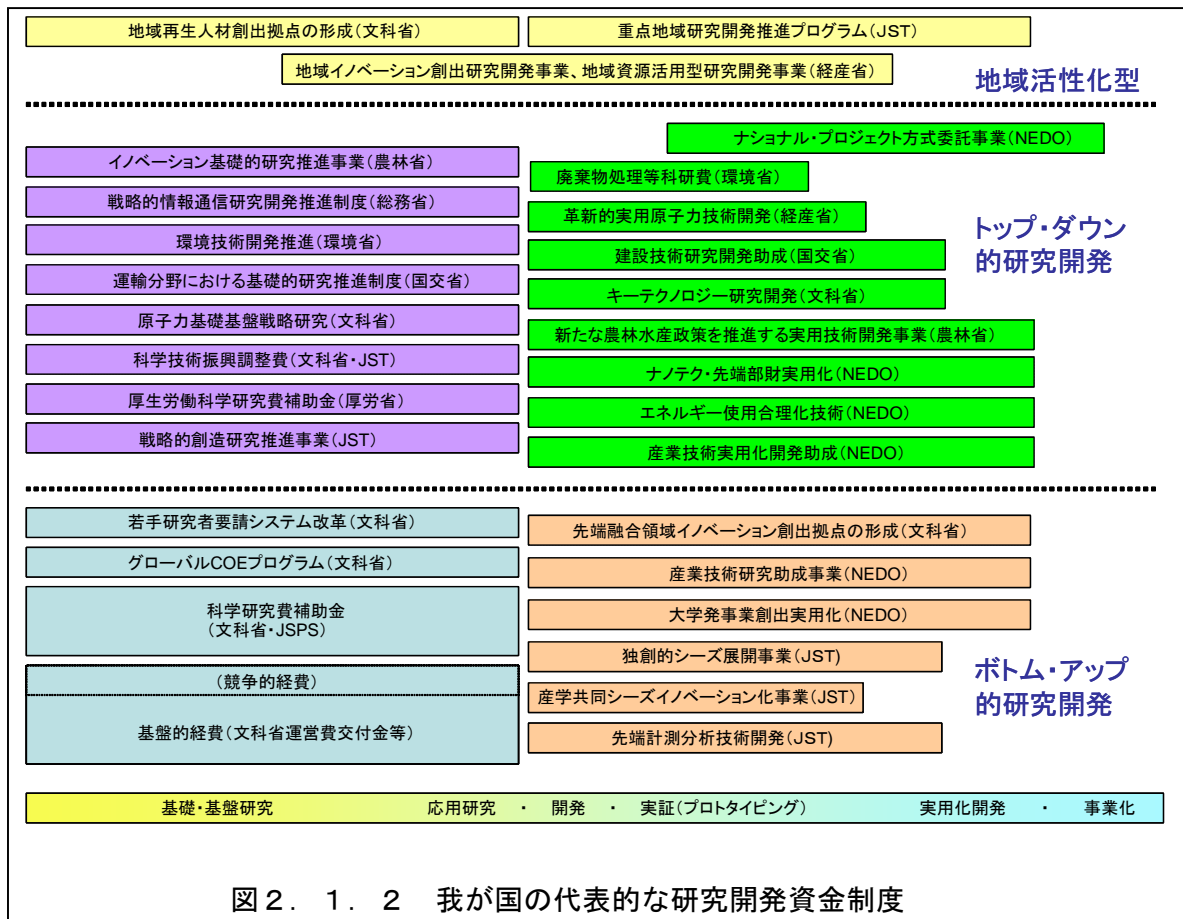 地域再生人材創出拠点の形成(文科省)
重点地域研究開発推進プログラム(JST)
地域イノベーション創出研究開発事業、地域資源活用型研究開発事業(経産省)
地域活性化型
ナショナル・プロジェクト方式委託事業(NEDO)
イノベーション基礎的研究推進事業(農林省)
廃棄物処理等科研費(環境省)
戦略的情報通信研究開発推進制度(総務省)
革新的実用原子力技術開発(経産省)
環境技術開発推進(環境省)
建設技術研究開発助成(国交省)
運輸分野における基礎的研究推進制度(国交省)
キーテクノロジー研究開発(文科省)
原子力基礎基盤戦略研究(文科省)
新たな農林水産政策を推進する実用技術開発事業(農林省)
科学技術振興調整費(文科省・JST)
ナノテク・先端部財実用化(NEDO)
厚生労働科学研究費補助金(厚労省)
エネルギー使用合理化技術(NEDO)
戦略的創造研究推進事業(JST)
産業技術実用化開発助成(NEDO)
トップ・ダウン
的研究開発
若手研究者要請システム改革(文科省)
グローバルCOEプログラム(文科省)
科学研究費補助金
(文科省・JSPS)
(競争的経費)
基盤的経費(文科省運営費交付金等)
先端融合領域イノベーション創出拠点の形成(文科省)
産業技術研究助成事業(NEDO)
大学発事業創出実用化(NEDO)
独創的シーズ展開事業(JST)
産学共同シーズイノベーション化事業(JST)
先端計測分析技術開発(JST)
ボトム・アップ
的研究開発
基礎・基盤研究 応用研究 ・ 開発 ・ 実証(プロトタイピング) 実用化開発 ・ 事業化
図2. 1. 2 我が国の代表的な研究開発資金制度